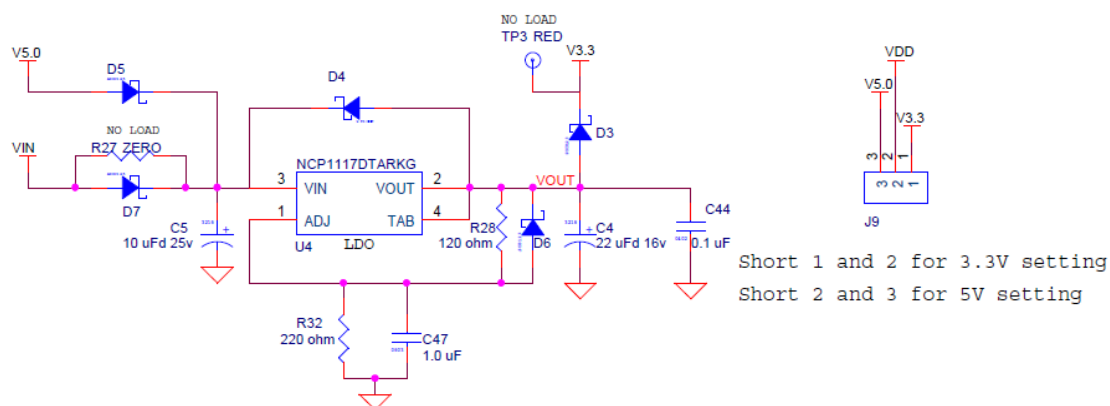 NO LOAD
TP3 RED
V5.0
D5
D4
V3.3
VDD
V5.0
V3.3
NO LOAD
R27 ZERO
VIN
D7
NCP1117DTARKG
3
VIN
VOUT
2
1
ADJ
TAB
4
U4
LDO
D3
VOUT
C5
10 uFd 25v
R28
120 ohm
D6
C4
22 uFd 16v
C44
0.1 uF
3
2
1
3
2
1
J9
Short 1 and 2 for 3.3V setting
Short 2 and 3 for 5V setting
R32
220 ohm
C47
1.0 uF